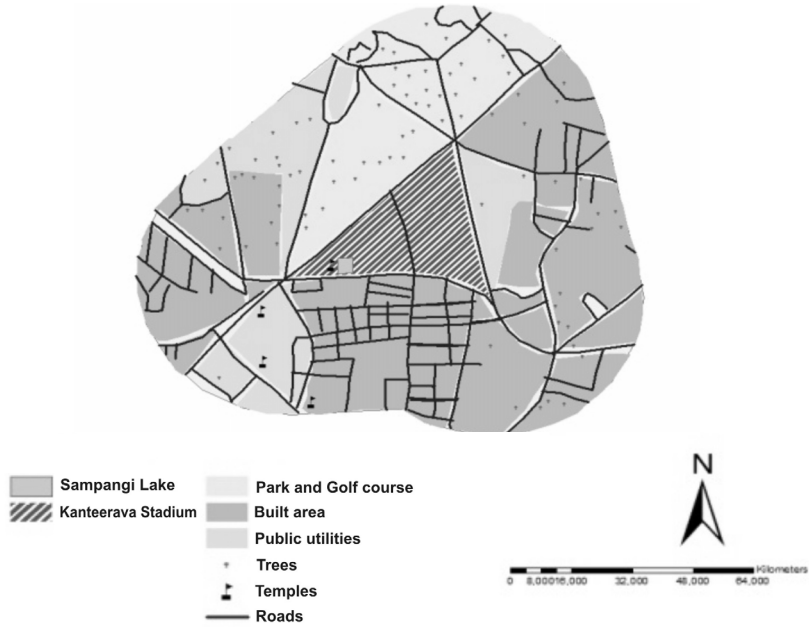 Sampangi Lake
Kanteerava Stadium
Park and Golf course
Built area
Public utilities
Trees
Temples
Roads
N
Kilometers
0 8,00016,000 32,000 48,000 64,000